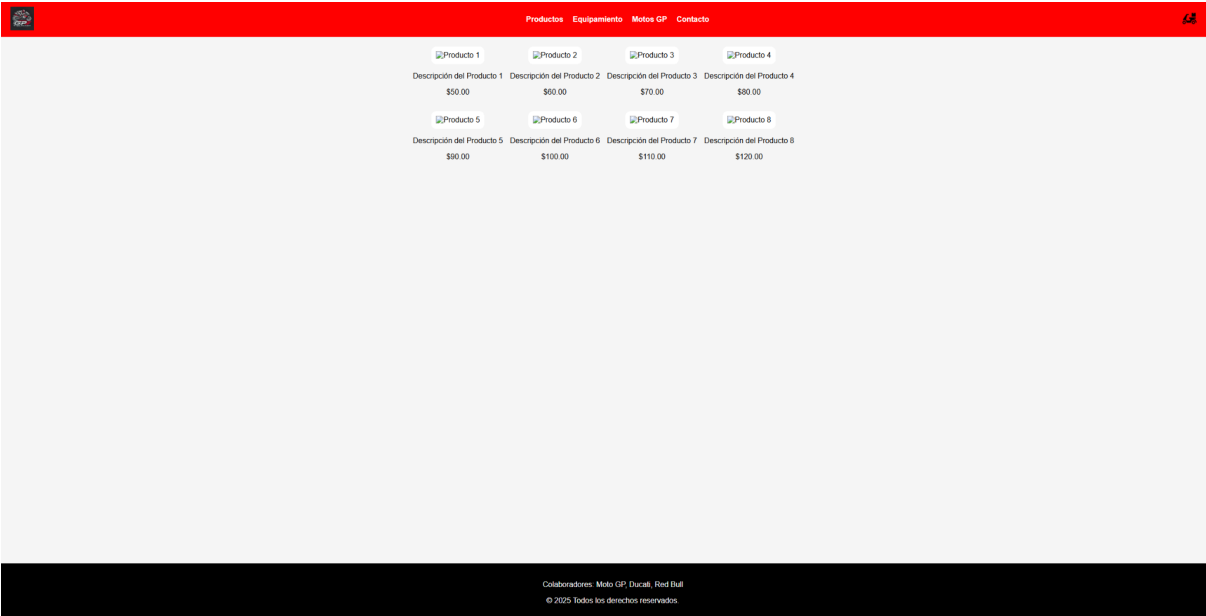 GP
Productos Equipamiento Motos GP Contacto
Producto 1 Producto 2 Producto 3 Producto 4
Descripción del Producto 1 Descripción del Producto 2 Descripción del Producto 3 Descripción del Producto 4
$50.00 $60.00 $70.00 $80.00
Producto 5 Producto 6 Producto 7 Producto 8
Descripción del Producto 5 Descripción del Producto 6 Descripción del Producto 7 Descripción del Producto 8
$90.00 $100.00 $110.00 $120.00
Colaboradores: Moto GP, Ducati, Red Bull
© 2025 Todos los derechos reservados.